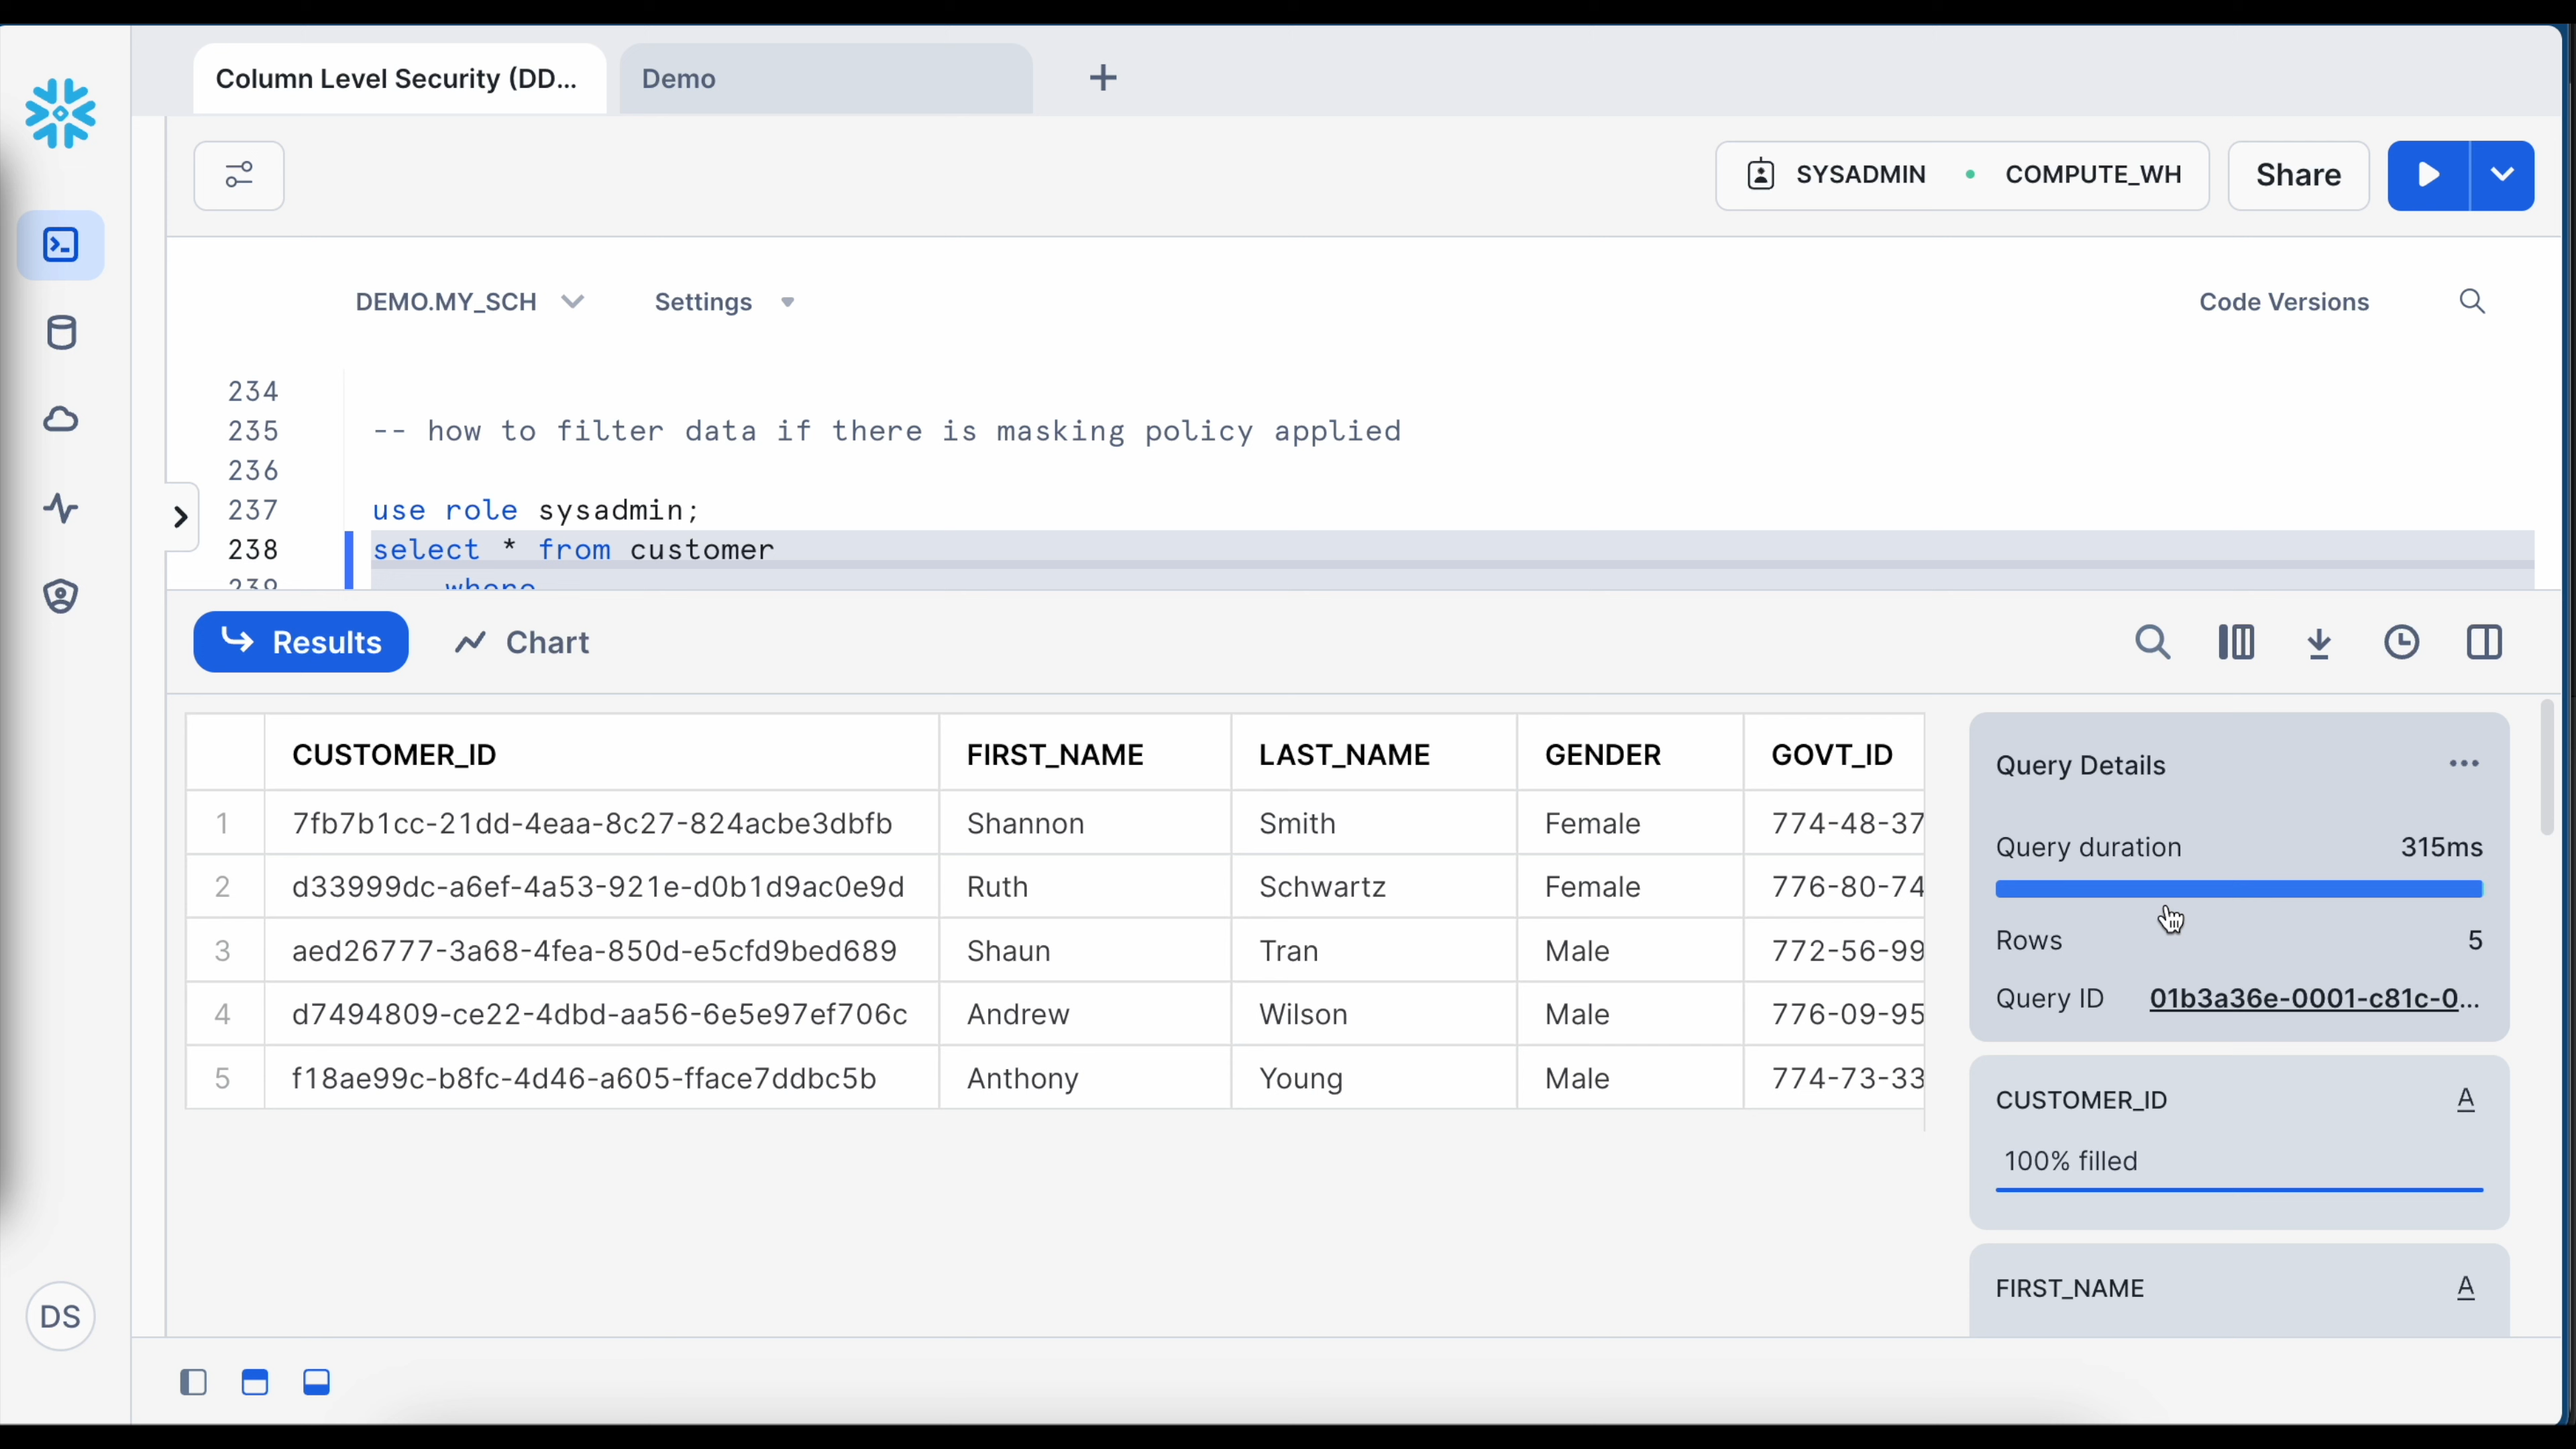 Column Level Security (DD...
Demo
SYSADMIN
COMPUTE_WH
Share
DEMO.MY_SCH
Settings
Code Versions
234
235 -- how to filter data if there is masking policy applied
236
237 use role sysadmin;
238 select * from customer
239 where
Results
Chart
CUSTOMER_ID FIRST_NAME LAST_NAME GENDER GOVT_ID
1 7fb7b1cc-21dd-4eaa-8c27-824acbe3dbfb Shannon Smith Female 774-48-37
2 d33999dc-a6ef-4a53-921e-d0b1d9ac0e9d Ruth Schwartz Female 776-80-74
3 aed26777-3a68-4fea-850d-e5cfd9bed689 Shaun Tran Male 772-56-99
4 d7494809-ce22-4dbd-aa56-6e5e97ef706c Andrew Wilson Male 776-09-95
5 f18ae99c-b8fc-4d46-a605-fface7ddbc5b Anthony Young Male 774-73-33
Query Details
Query duration 315ms
Rows 5
Query ID 01b3a36e-0001-c81c-0...
CUSTOMER_ID A
100% filled
FIRST_NAME A
DS